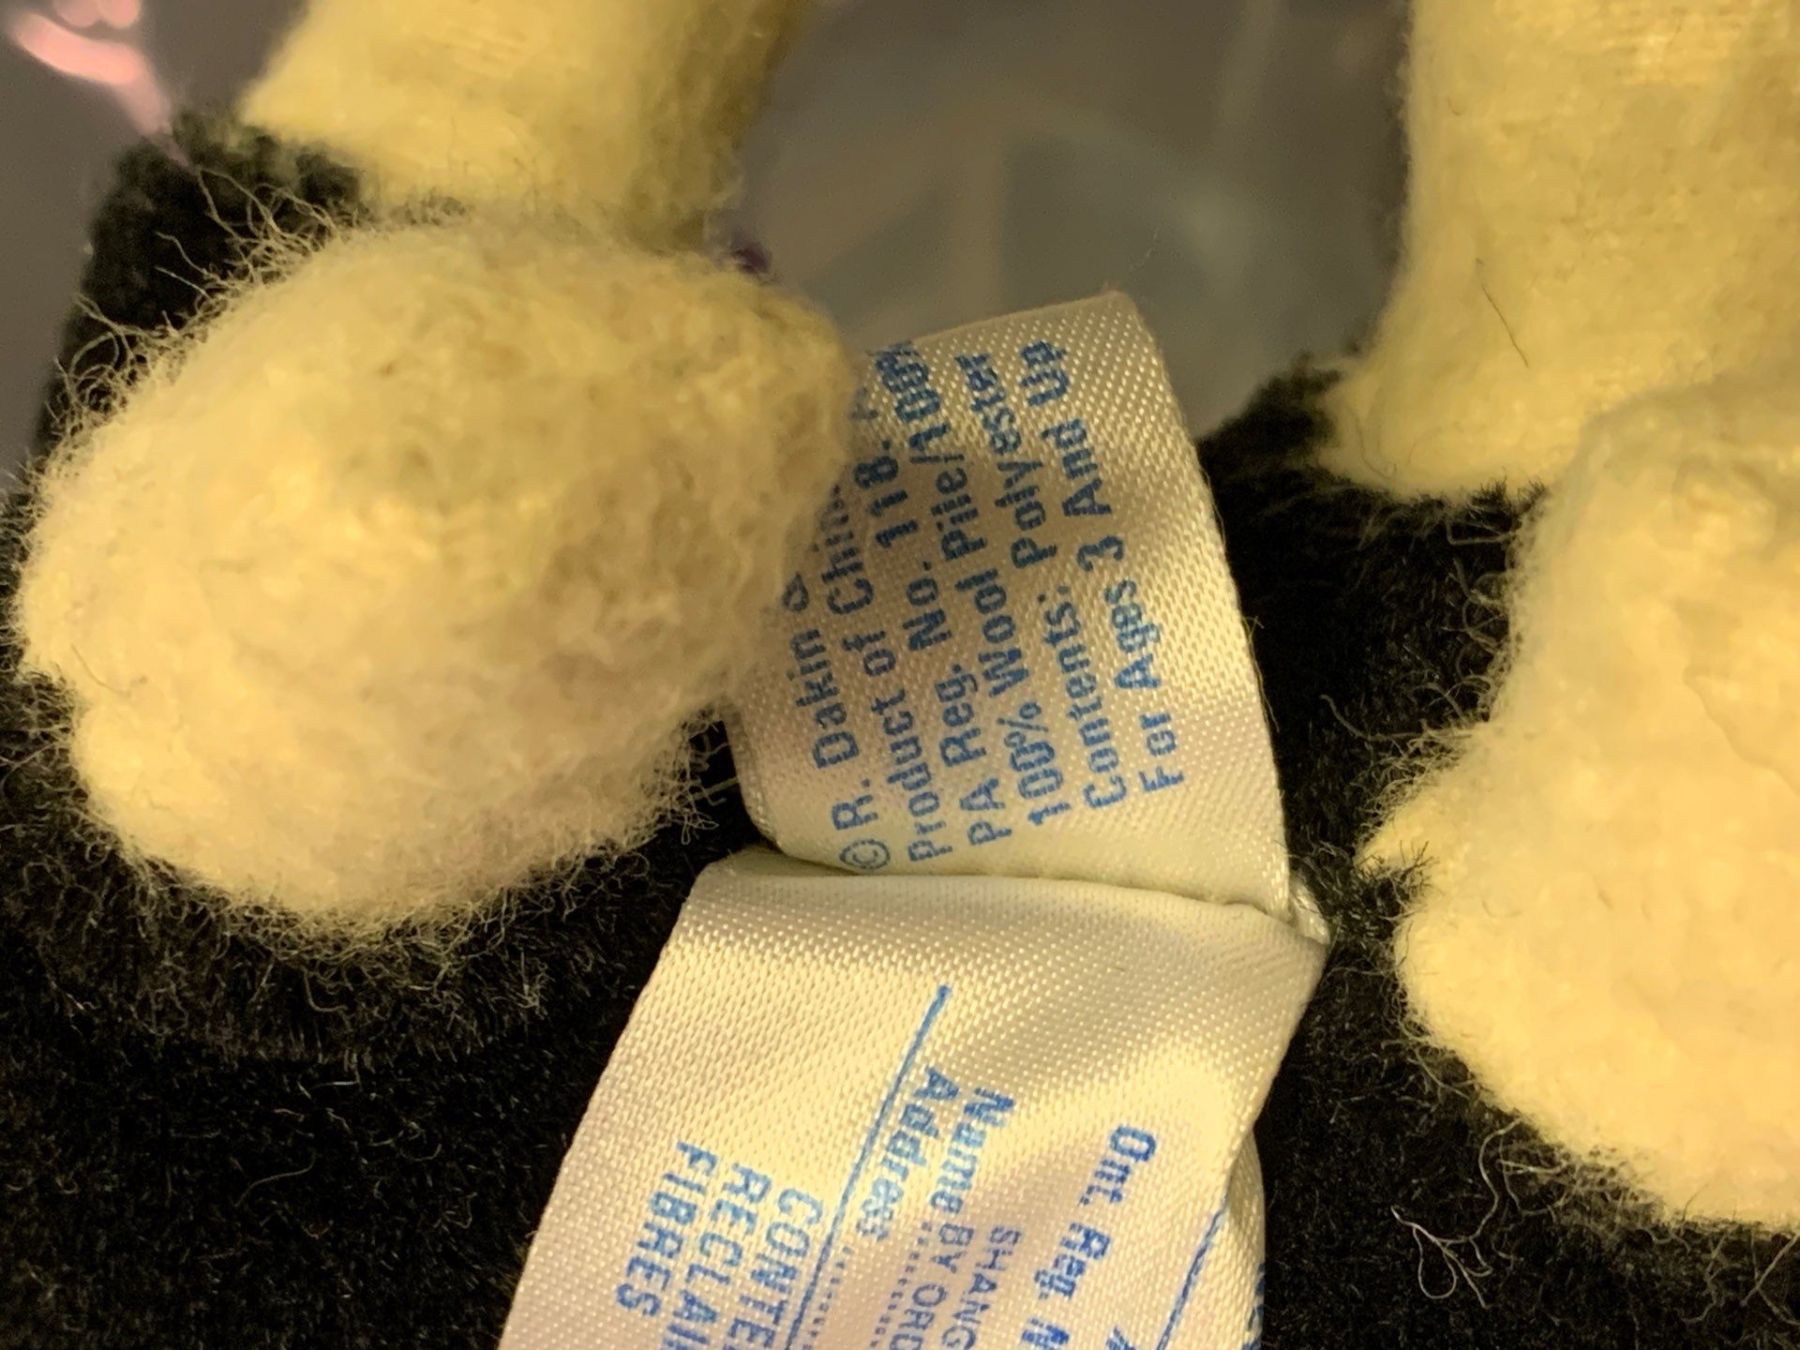 © R. Dakin &
Product of China
PA Reg. No. 118.
100% Wool Pile/100%
Contents: Polyester
For Ages 3 And Up
Ont. Reg N
SHANG
Name BY ORD
Address
CONTE
RECLAI
FIBRES